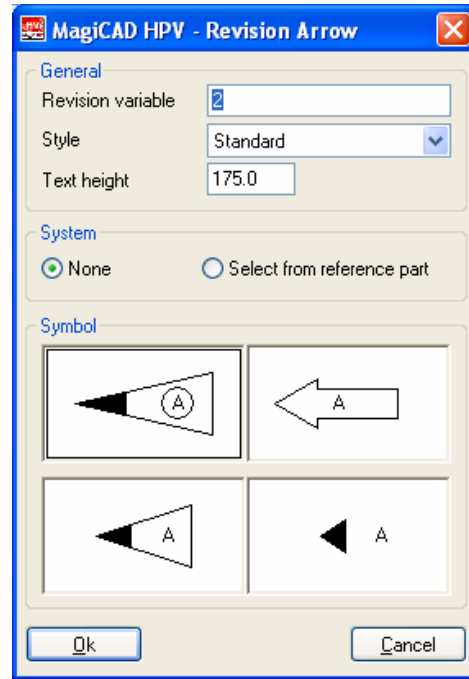 MagiCAD HPV - Revision Arrow
General
Revision variable 2
Style Standard
Text height 175.0
System
None Select from reference part
Symbol
A A
A A
Ok Cancel